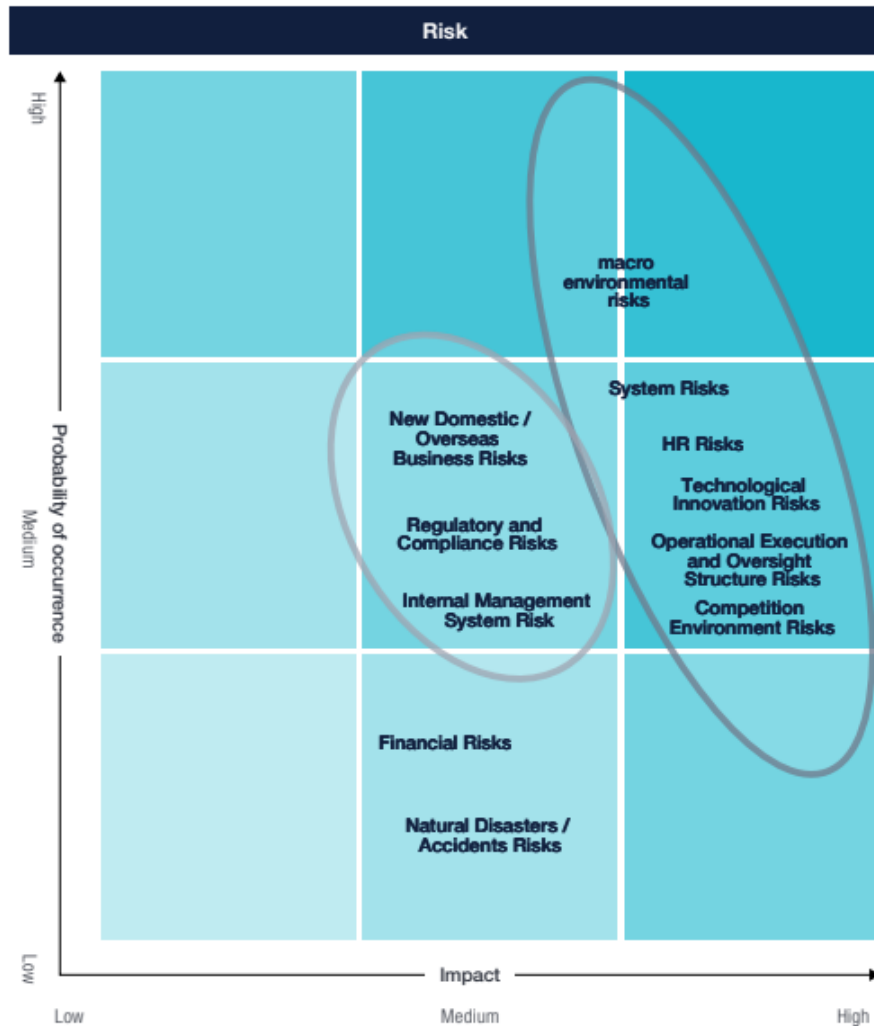 Risk
High
Probability of occurrence
Medium
Low
macro
environmental
risks
System Risks
New Domestic /
Overseas
Business Risks
HR Risks
Technological
Innovation Risks
Regulatory and
Compliance Risks
Operational Execution
and Oversight
Structure Risks
Internal Management
System Risk
Competition
Environment Risks
Financial Risks
Natural Disasters /
Accidents Risks
Impact
Low
Medium
High